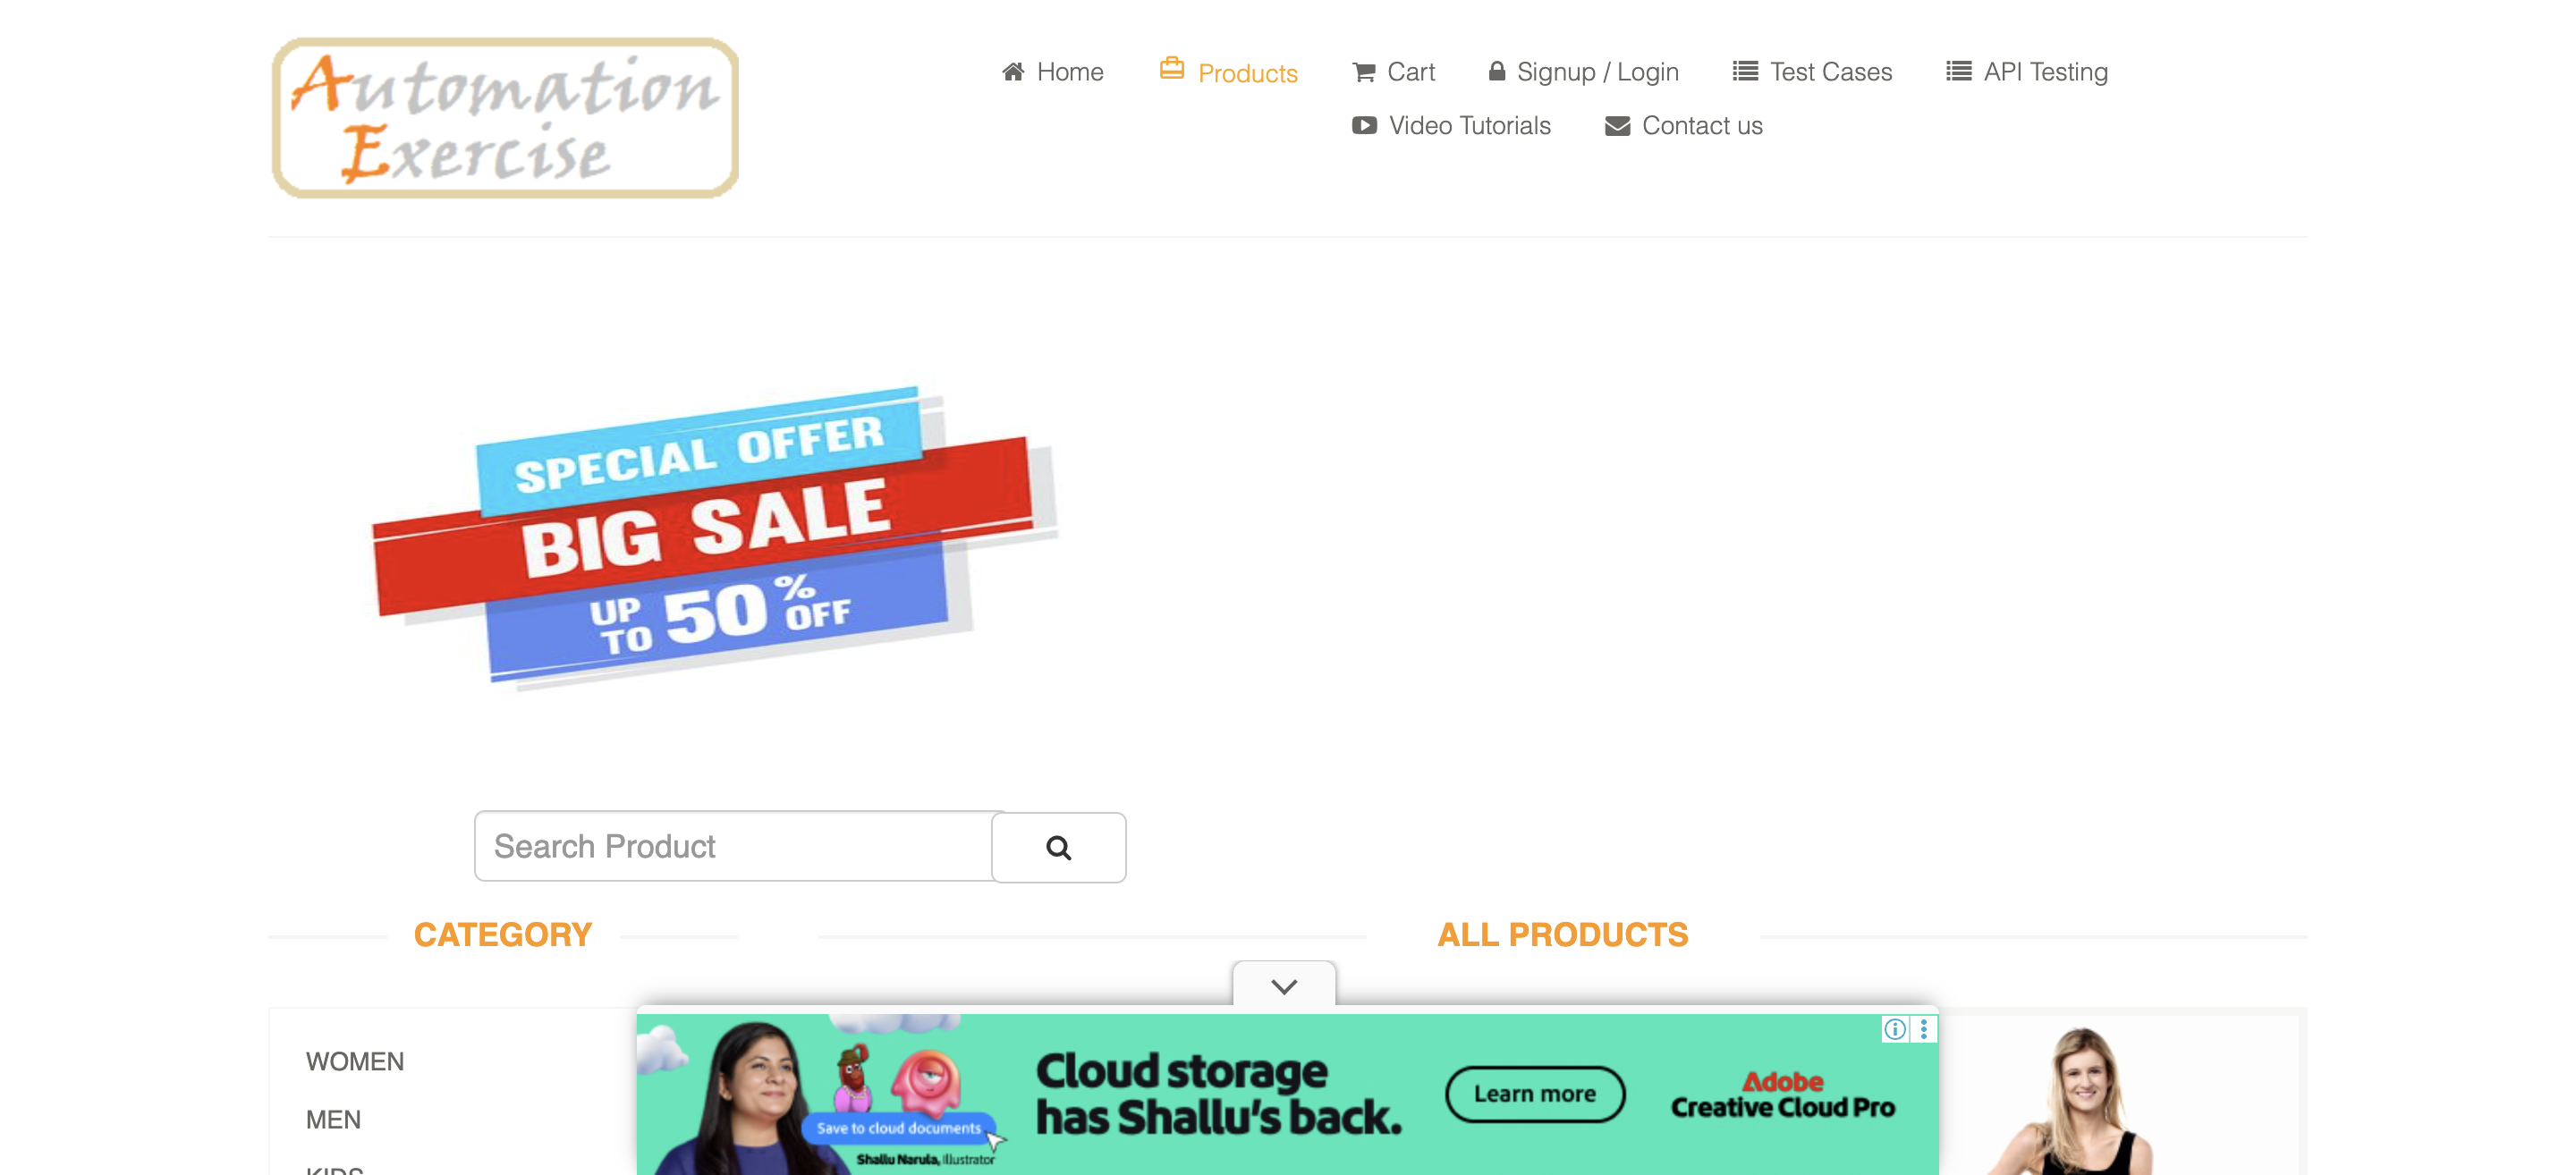 Automation
Exercise
Home
Products
Cart
Signup / Login
Test Cases
API Testing
Video Tutorials
Contact us
SPECIAL OFFER
BIG SALE
UP TO 50% OFF
Search Product
CATEGORY
ALL PRODUCTS
WOMEN
MEN
KIDS
Cloud storage
has Shallu's back.
Save to cloud documents
Shallu Narula, Illustrator
Learn more
Adobe
Creative Cloud Pro